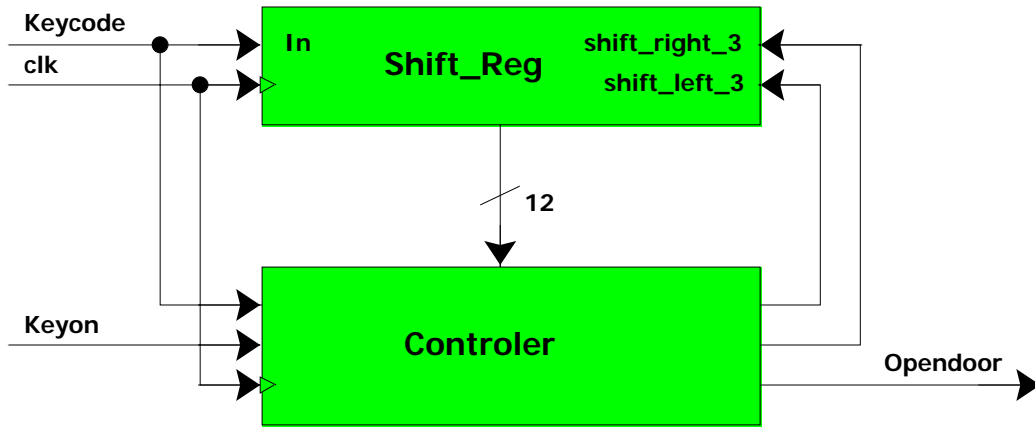 Keycode
clk
In
Shift_Reg
shift_right_3
shift_left_3
12
Keyon
Controler
Opendoor